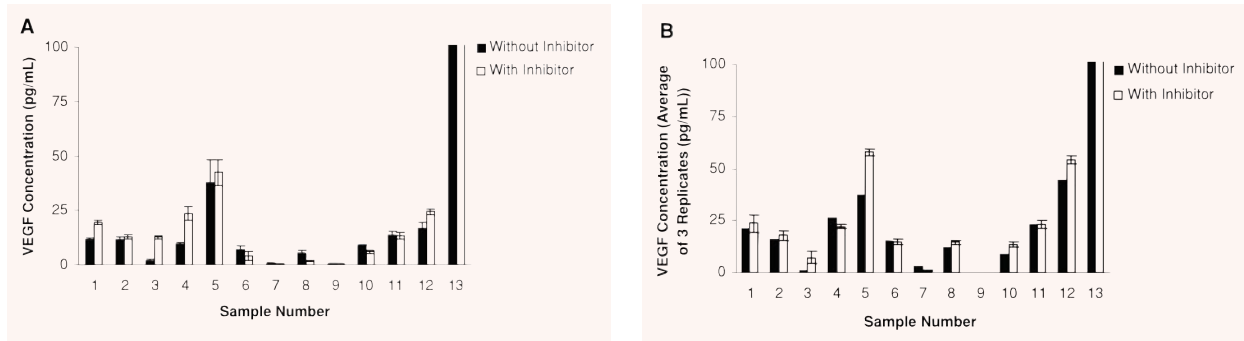 A
VEGF Concentration (pg/mL)
100
75
50
25
0
1 2 3 4 5 6 7 8 9 10 11 12 13
Sample Number
Without Inhibitor
With Inhibitor
B
VEGF Concentration (Average
of 3 Replicates (pg/mL))
100
75
50
25
0
1 2 3 4 5 6 7 8 9 10 11 12 13
Sample Number
Without Inhibitor
With Inhibitor